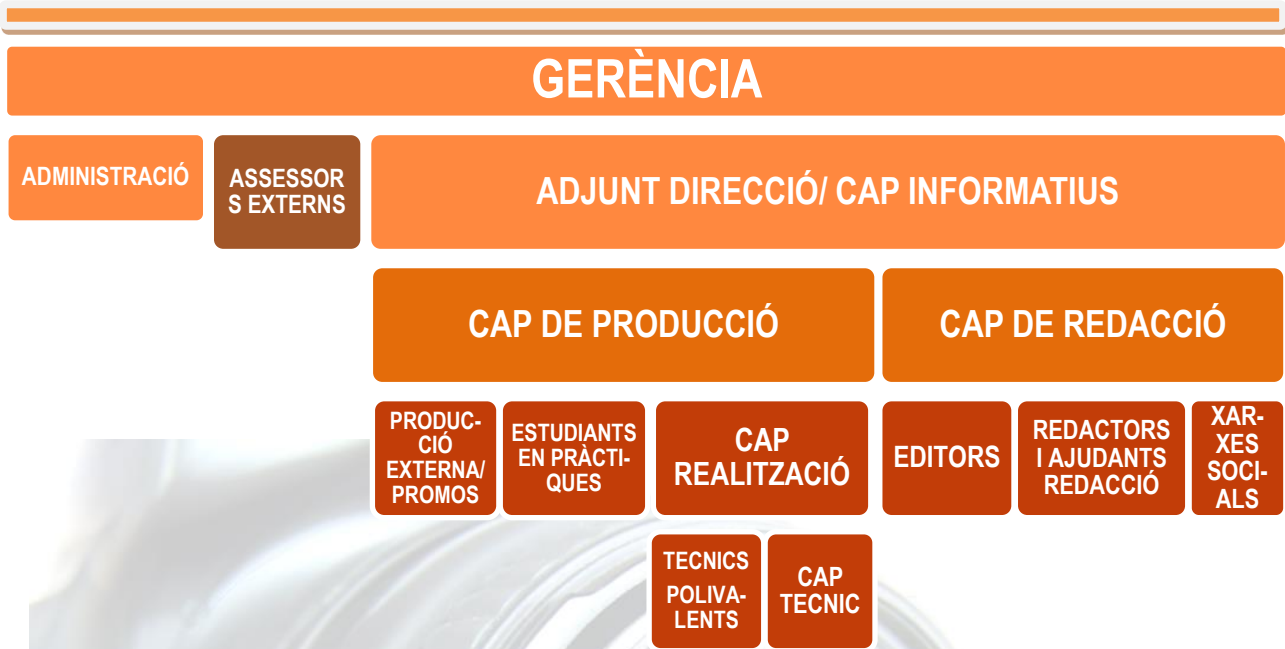 GERÈNCIA
ADMINISTRACIÓ
ASSESSOR
S EXTERNS
ADJUNT DIRECCIÓ/ CAP INFORMATIUS
CAP DE PRODUCCIÓ
CAP DE REDACCIÓ
PRODUC-
CIÓ
EXTERNA/
PROMOS
ESTUDIANTS
EN PRÀCTI-
QUES
CAP
REALITZACIÓ
EDITORS
REDACTORS
I AJUDANTS
REDACCIÓ
XAR-
XES
SOCI-
ALS
TECNICS
POLIVA-
LENTS
CAP
TECNIC